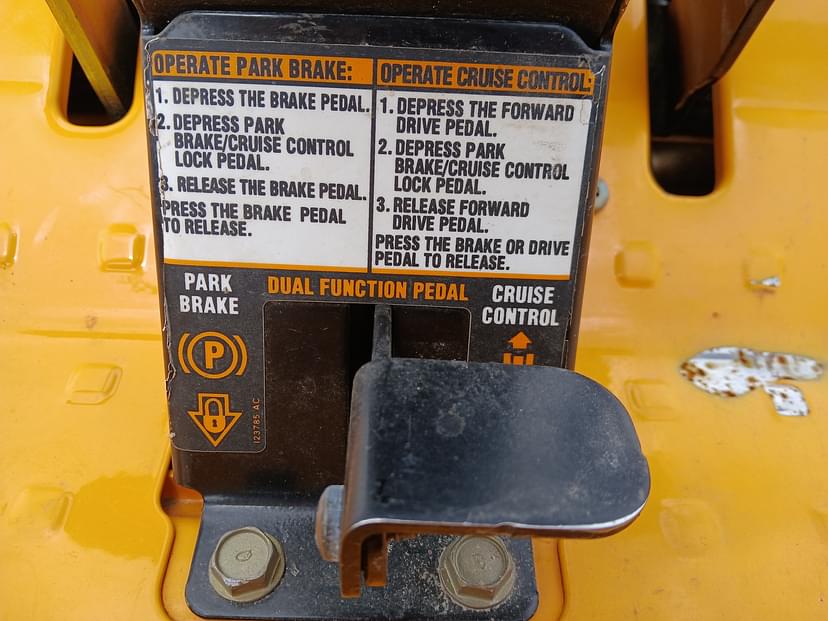 OPERATE PARK BRAKE:
1. DEPRESS THE BRAKE PEDAL.
2. DEPRESS PARK
BRAKE/CRUISE CONTROL
LOCK PEDAL.
3. RELEASE THE BRAKE PEDAL.
PRESS THE BRAKE PEDAL
TO RELEASE.
OPERATE CRUISE CONTROL:
1. DEPRESS THE FORWARD
DRIVE PEDAL.
2. DEPRESS PARK
BRAKE/CRUISE CONTROL
LOCK PEDAL.
3. RELEASE FORWARD
DRIVE PEDAL.
PRESS THE BRAKE OR DRIVE
PEDAL TO RELEASE.
PARK
BRAKE
DUAL FUNCTION PEDAL
CRUISE
CONTROL
P
123785 AC